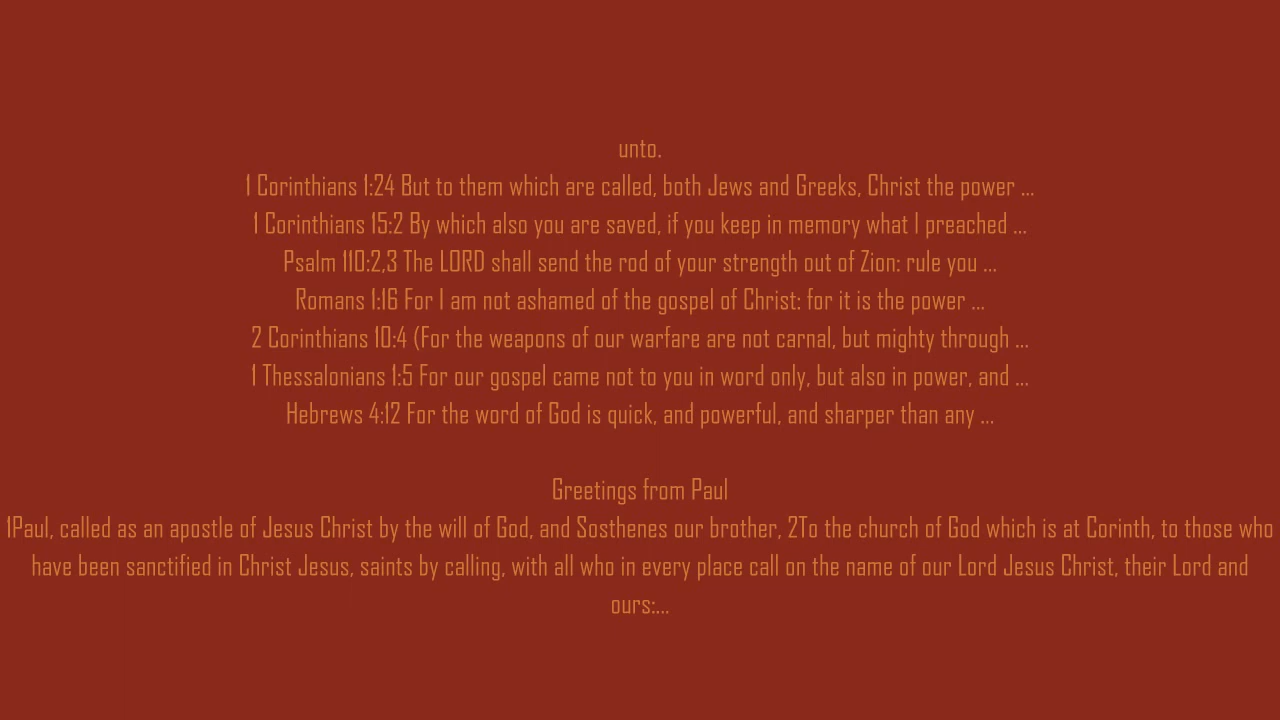 unto.
1 Corinthians 1:24 But to them which are called, both Jews and Greeks, Christ the power ...
1 Corinthians 15:2 By which also you are saved, if you keep in memory what I preached ...
Psalm 110:2,3 The LORD shall send the rod of your strength out of Zion: rule you ...
Romans 1:16 For I am not ashamed of the gospel of Christ: for it is the power ...
2 Corinthians 10:4 (For the weapons of our warfare are not carnal, but mighty through ...
1 Thessalonians 1:5 For our gospel came not to you in word only, but also in power, and ...
Hebrews 4:12 For the word of God is quick, and powerful, and sharper than any ...
Greetings from Paul
1Paul, called as an apostle of Jesus Christ by the will of God, and Sosthenes our brother, 2To the church of God which is at Corinth, to those who
have been sanctified in Christ Jesus, saints by calling, with all who in every place call on the name of our Lord Jesus Christ, their Lord and
ours:...